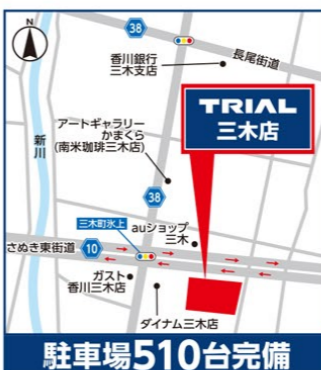 N
38
長尾街道
香川銀行
三木支店
TRIAL
三木店
新川
アートギャラリー
かまくら
(南米珈琲三木店)
38
三木町氷上
auショップ
三木
さぬき東街道
10
ガスト
香川三木店
ダイナム三木店
駐車場510台完備